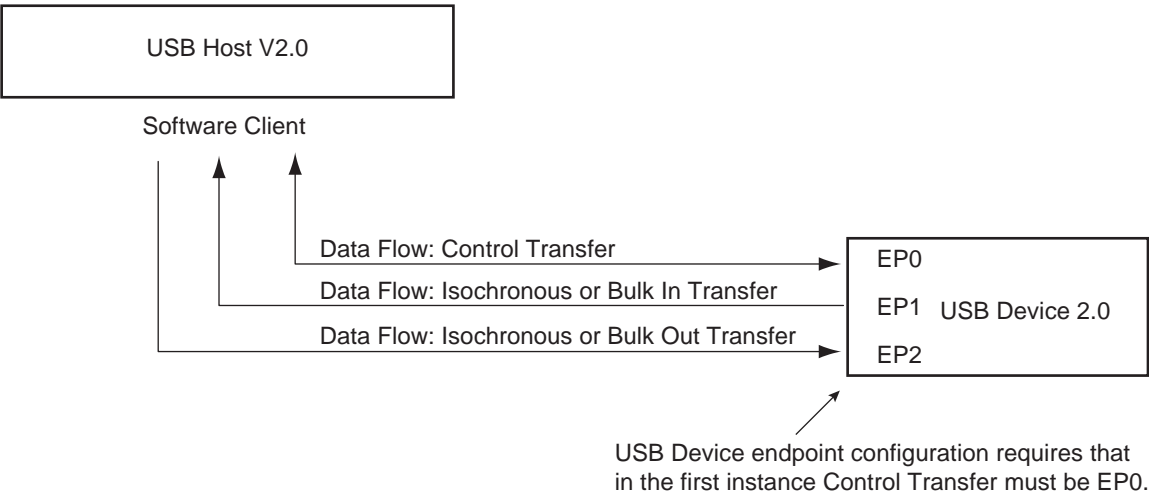 USB Host V2.0
Software Client
Data Flow: Control Transfer
Data Flow: Isochronous or Bulk In Transfer
Data Flow: Isochronous or Bulk Out Transfer
EP0
EP1
USB Device 2.0
EP2
USB Device endpoint configuration requires that
in the first instance Control Transfer must be EP0.